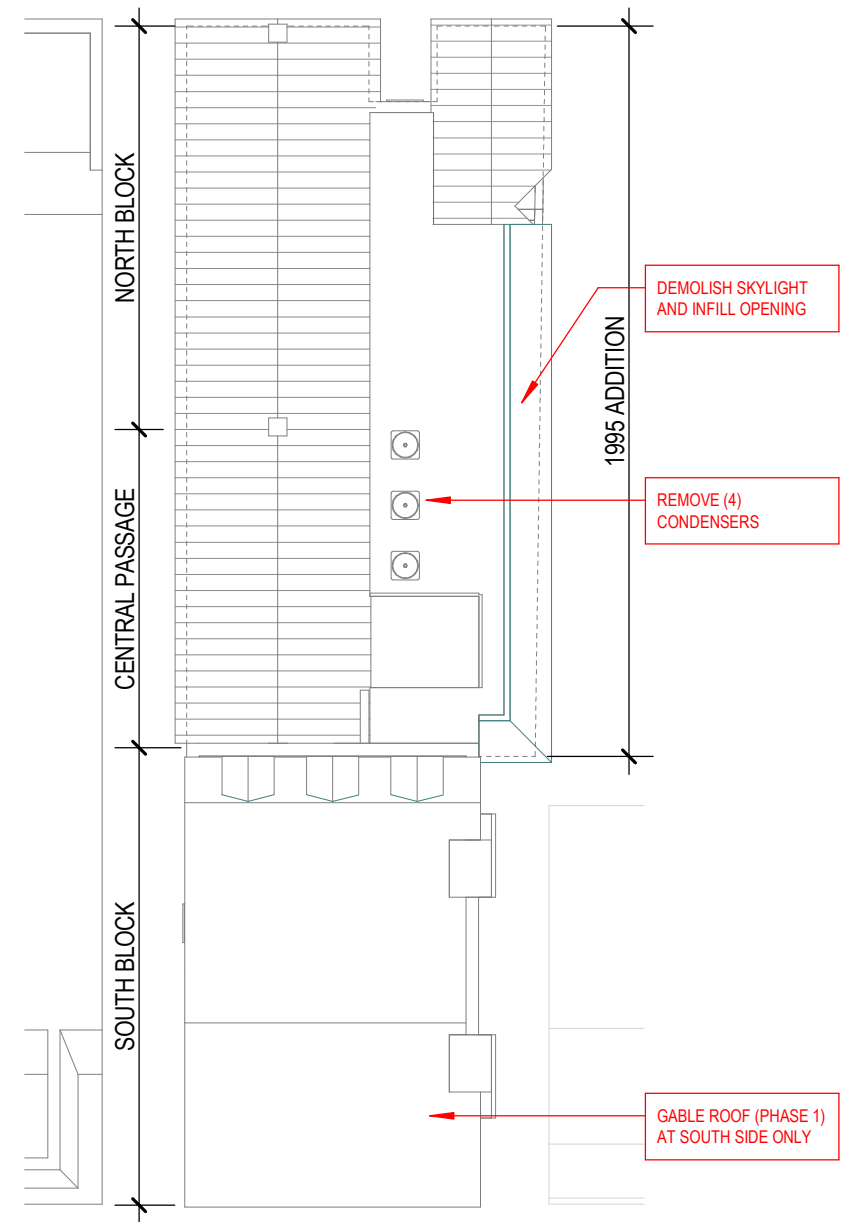 NORTH BLOCK
CENTRAL PASSAGE
SOUTH BLOCK
1995 ADDITION
DEMOLISH SKYLIGHT
AND INFILL OPENING
REMOVE (4)
CONDENSERS
GABLE ROOF (PHASE 1)
AT SOUTH SIDE ONLY